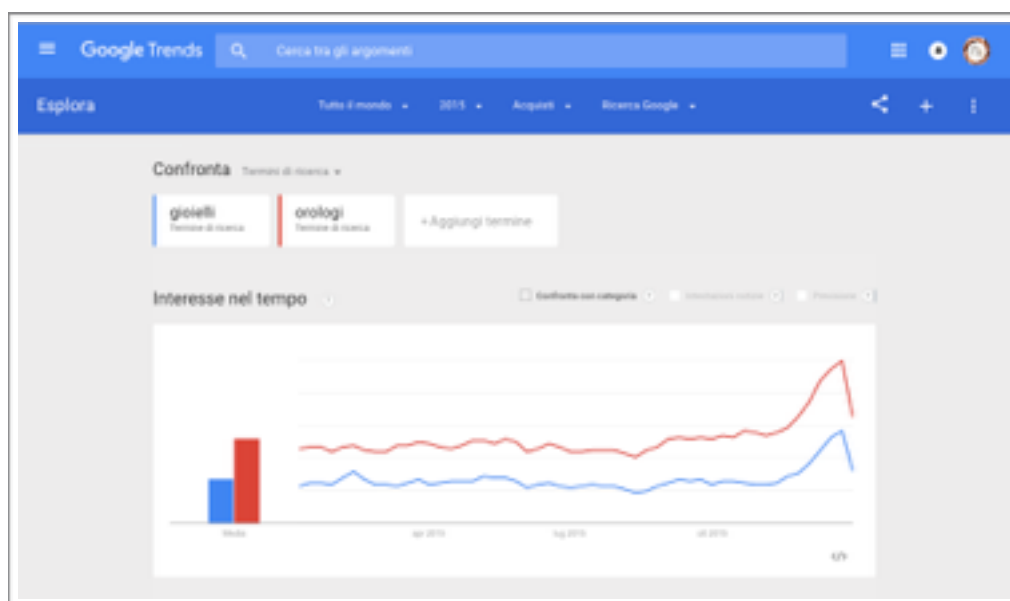 Google Trends
Cerca tra gli argomenti
Esplora
Tutto il mondo
2015
Acquisti
Ricerca Google
Confronta Termini di ricerca
gioielli
Termine di ricerca
orologi
Termine di ricerca
+Aggiungi termine
Interesse nel tempo
Confronta con categoria
Media
apr 2015
lug 2015
ott 2015
</>